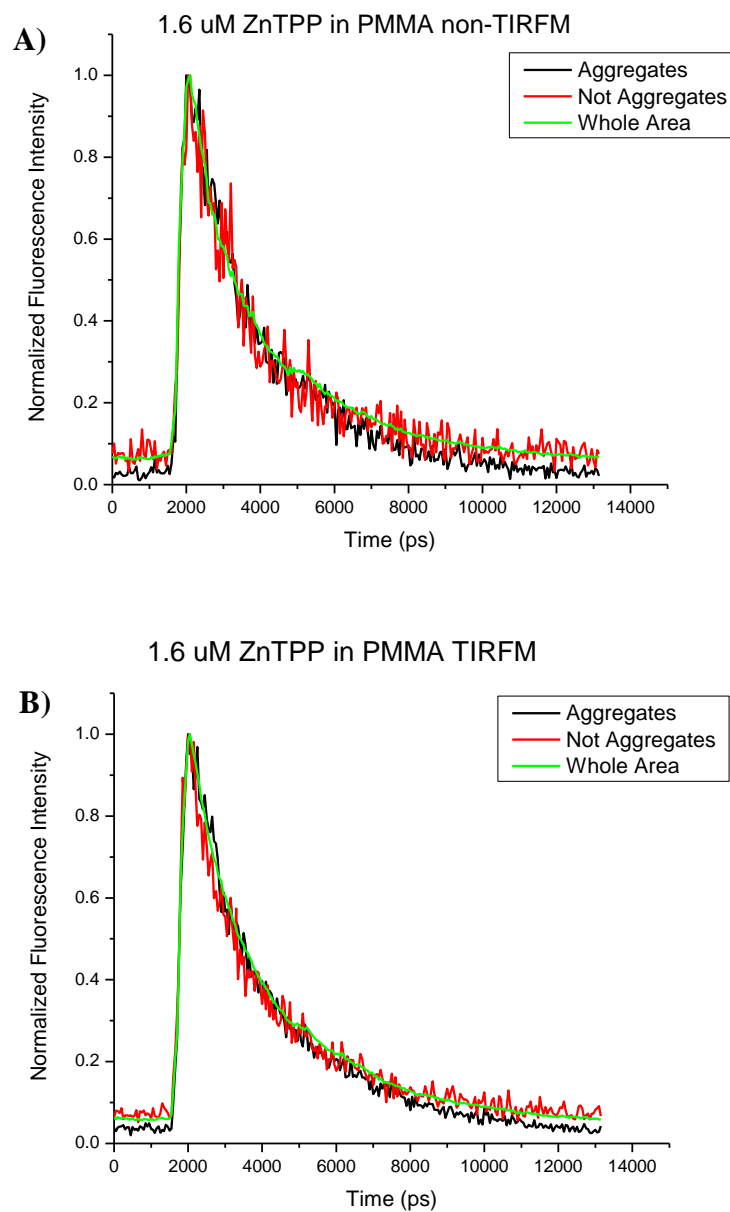 1.6 uM ZnTPP in PMMA non-TIRFM
A)
Aggregates
Not Aggregates
Whole Area
Normalized Fluorescence Intensity
1.0
0.8
0.6
0.4
0.2
0.0
0 2000 4000 6000 8000 10000 12000 14000
Time (ps)
1.6 uM ZnTPP in PMMA TIRFM
B)
Aggregates
Not Aggregates
Whole Area
Normalized Fluorescence Intensity
1.0
0.8
0.6
0.4
0.2
0.0
0 2000 4000 6000 8000 10000 12000 14000
Time (ps)